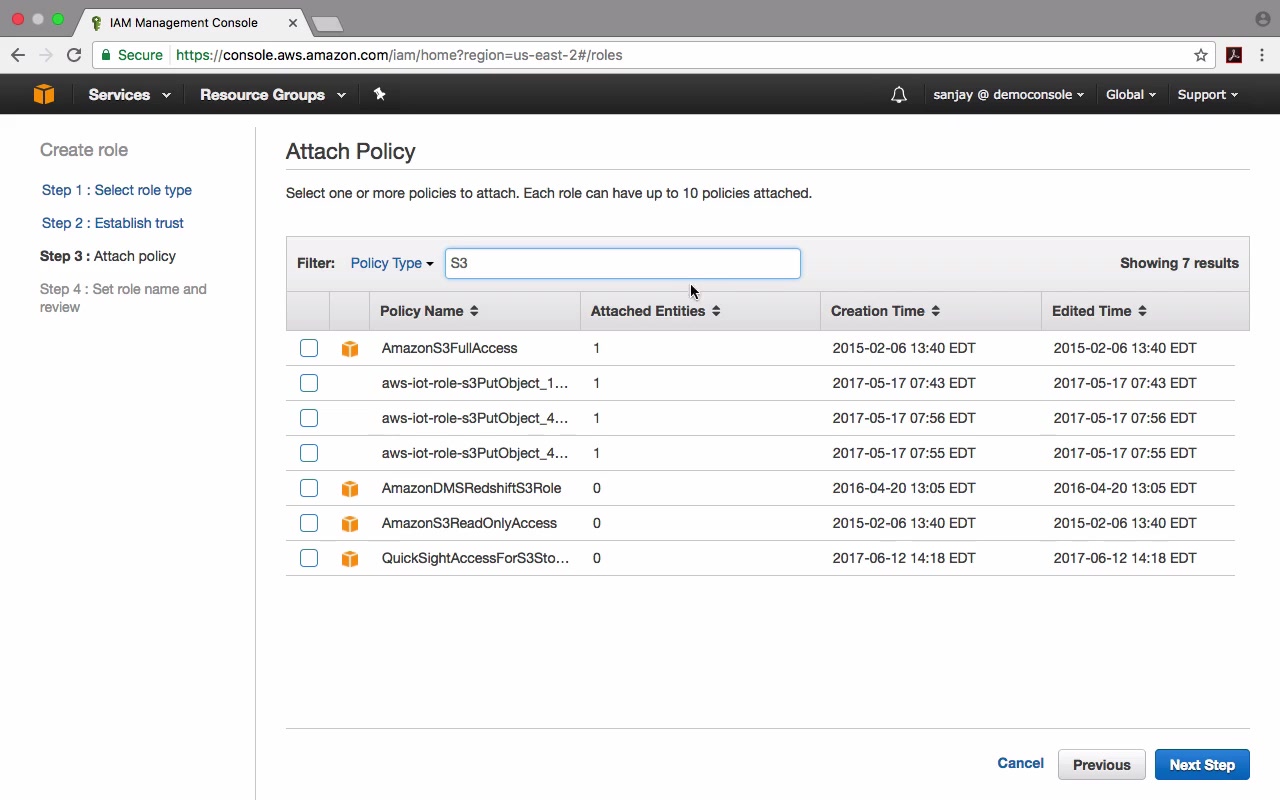 IAM Management Console
Secure https://console.aws.amazon.com/iam/home?region=us-east-2#/roles
Services Resource Groups sanjay @ democonsole Global Support
Create role
Step 1 : Select role type
Step 2 : Establish trust
Step 3 : Attach policy
Step 4 : Set role name and
review
Attach Policy
Select one or more policies to attach. Each role can have up to 10 policies attached.
Filter: Policy Type S3 Showing 7 results
Policy Name Attached Entities Creation Time Edited Time
AmazonS3FullAccess 1 2015-02-06 13:40 EDT 2015-02-06 13:40 EDT
aws-iot-role-s3PutObject_1... 1 2017-05-17 07:43 EDT 2017-05-17 07:43 EDT
aws-iot-role-s3PutObject_4... 1 2017-05-17 07:56 EDT 2017-05-17 07:56 EDT
aws-iot-role-s3PutObject_4... 1 2017-05-17 07:55 EDT 2017-05-17 07:55 EDT
AmazonDMSRedshiftS3Role 0 2016-04-20 13:05 EDT 2016-04-20 13:05 EDT
AmazonS3ReadOnlyAccess 0 2015-02-06 13:40 EDT 2015-02-06 13:40 EDT
QuickSightAccessForS3Sto... 0 2017-06-12 14:18 EDT 2017-06-12 14:18 EDT
Cancel Previous Next Step